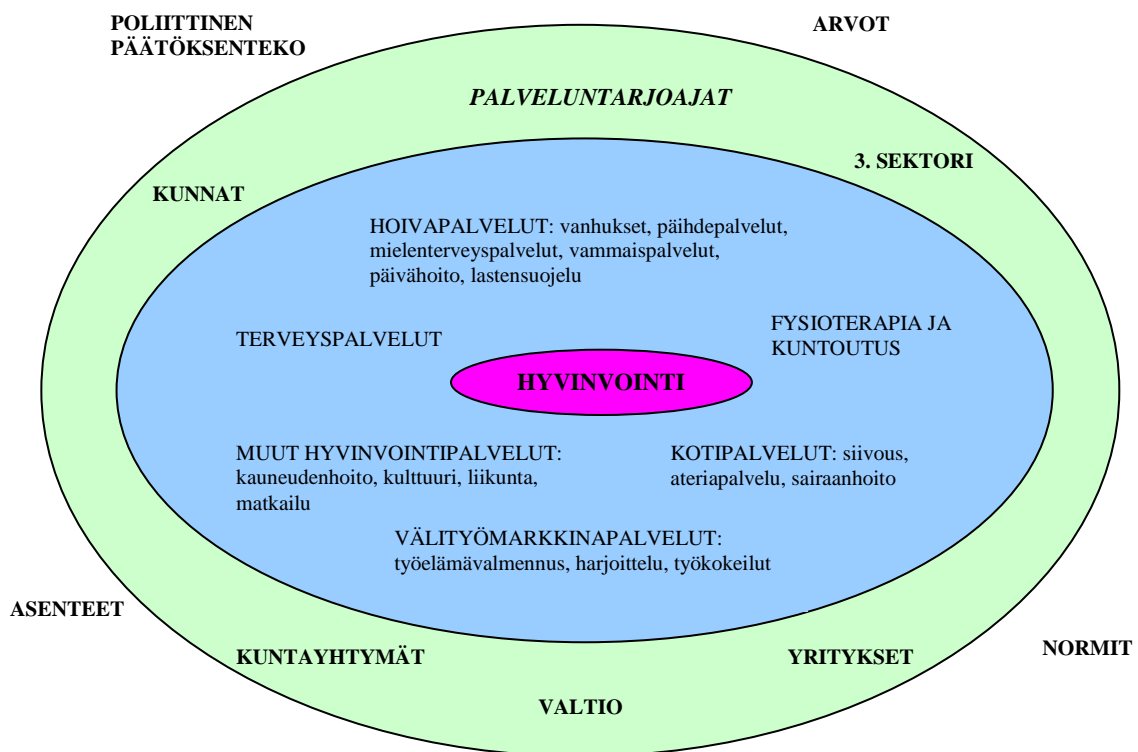 POLIITTINEN
PÄÄTÖKSENTEKO
ARVOT
PALVELUNTARJOAJAT
3. SEKTORI
KUNNAT
HOIVAPALVELUT: vanhukset, päihdepalvelut,
mielenterveyspalvelut, vammaispalvelut,
päivähoito, lastensuojelu
TERVEYSPALVELUT
FYSIOTERAPIA JA
KUNTOUTUS
HYVINVOINTI
MUUT HYVINVOINTIPALVELUT:
kauneudenhoito, kulttuuri, liikunta,
matkailu
KOTIPALVELUT: siivous,
ateriapalvelu, sairaanhoito
VÄLITYÖMARKKINAPALVELUT:
työelämävalmennus, harjoittelu, työkokeilut
ASENTEET
KUNTAYHTYMÄT
YRITYKSET
NORMIT
VALTIO